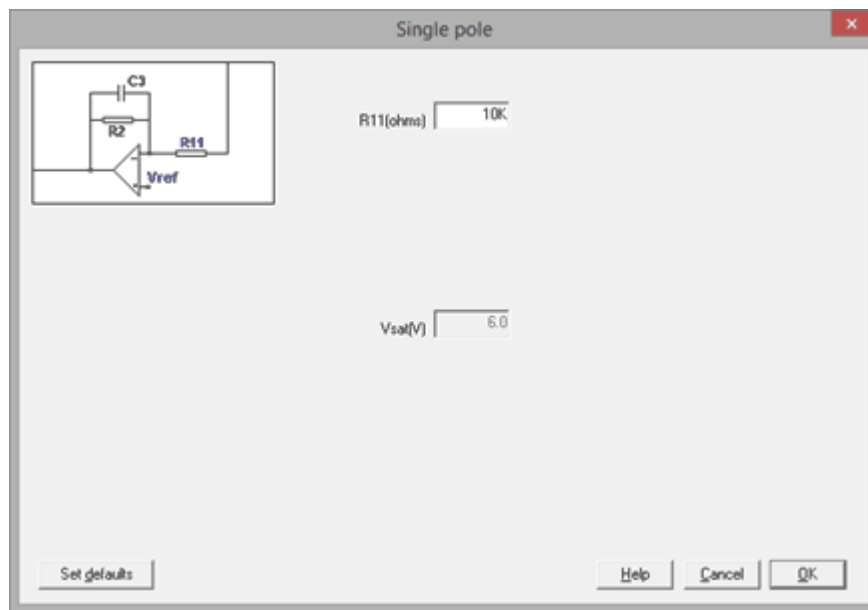 Single pole
C3
R2
R11
Vref
R11(ohms) 10K
Vsat(V) 6.0
Set defaults
Help Cancel OK